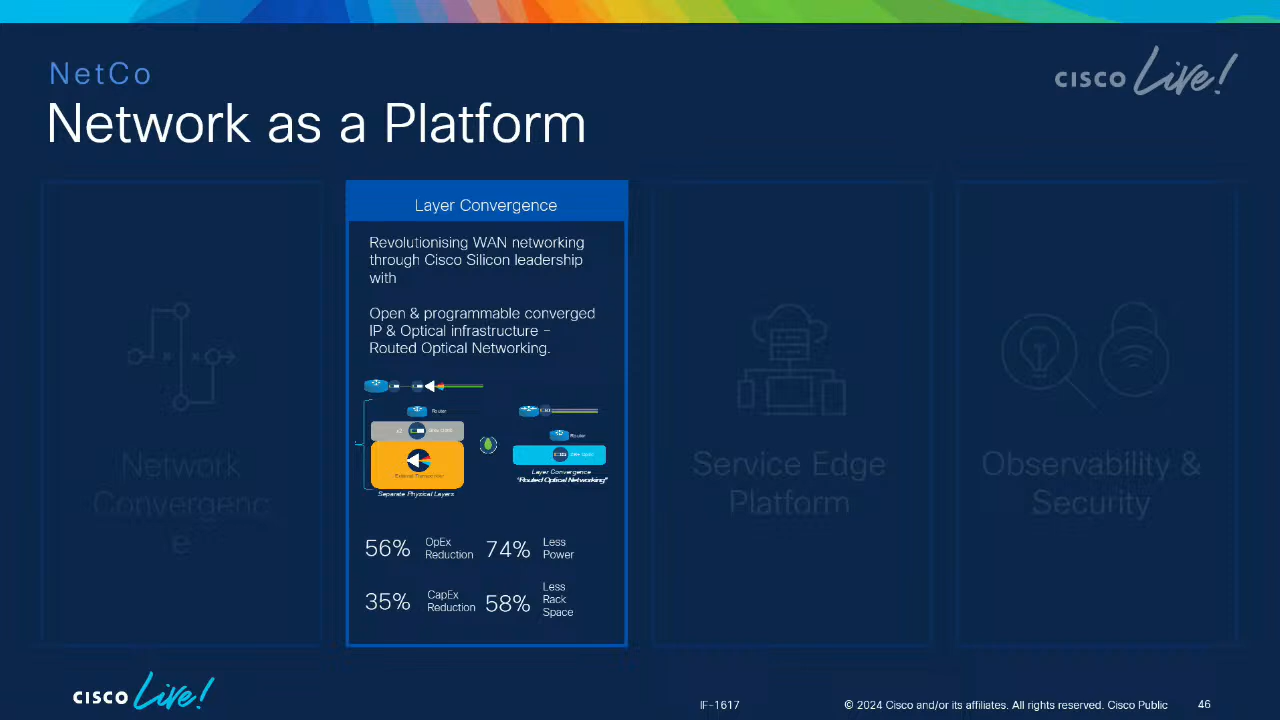 NetCo
CISCO Live!
Network as a Platform
Layer Convergence
Revolutionising WAN networking
through Cisco Silicon leadership
with
Open & programmable converged
IP & Optical infrastructure –
Routed Optical Networking.
Router
x2
External Transponder
Separate Physical Layers
Router
Layer Convergence
"Routed Optical Networking"
56%
OpEx
Reduction
74%
Less
Power
35%
CapEx
Reduction
58%
Less
Rack
Space
Network
Convergenc
e
Service Edge
Platform
Observability &
Security
CISCO Live!
IF-1617
© 2024 Cisco and/or its affiliates. All rights reserved. Cisco Public
46